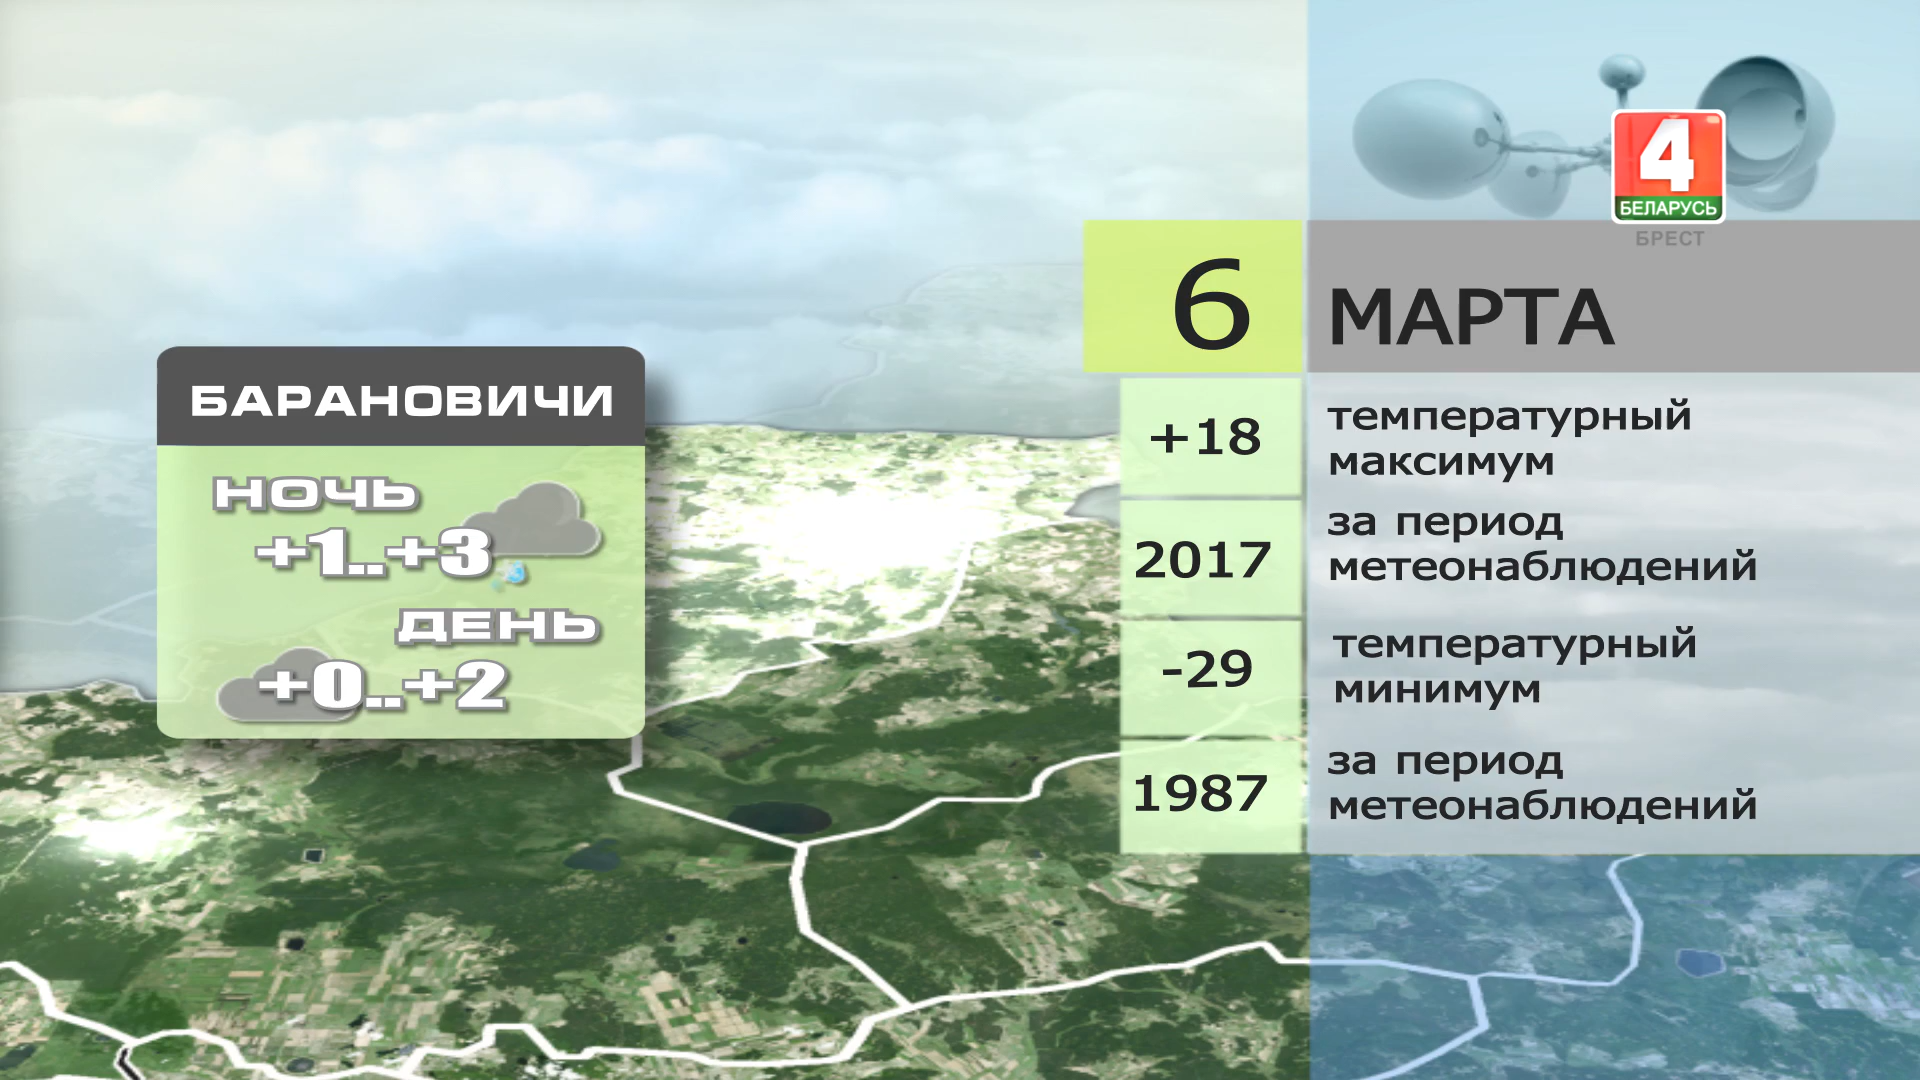 4
БЕЛАРУСЬ
БРЕСТ
6 МАРТА
БАРАНОВИЧИ
НОЧЬ
+1..+3
ДЕНЬ
+0..+2
+18
температурный
максимум
2017
за период
метеонаблюдений
-29
температурный
минимум
1987
за период
метеонаблюдений